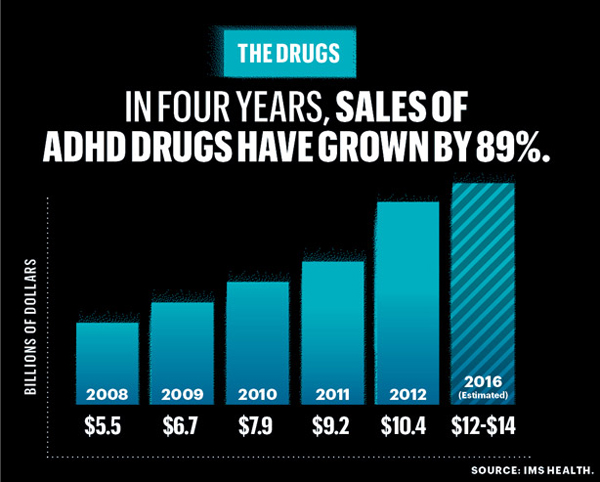 THE DRUGS
IN FOUR YEARS, SALES OF
ADHD DRUGS HAVE GROWN BY 89%.
BILLIONS OF DOLLARS
2008 2009 2010 2011 2012 2016
(Estimated)
$5.5 $6.7 $7.9 $9.2 $10.4 $12-$14
SOURCE: IMS HEALTH.